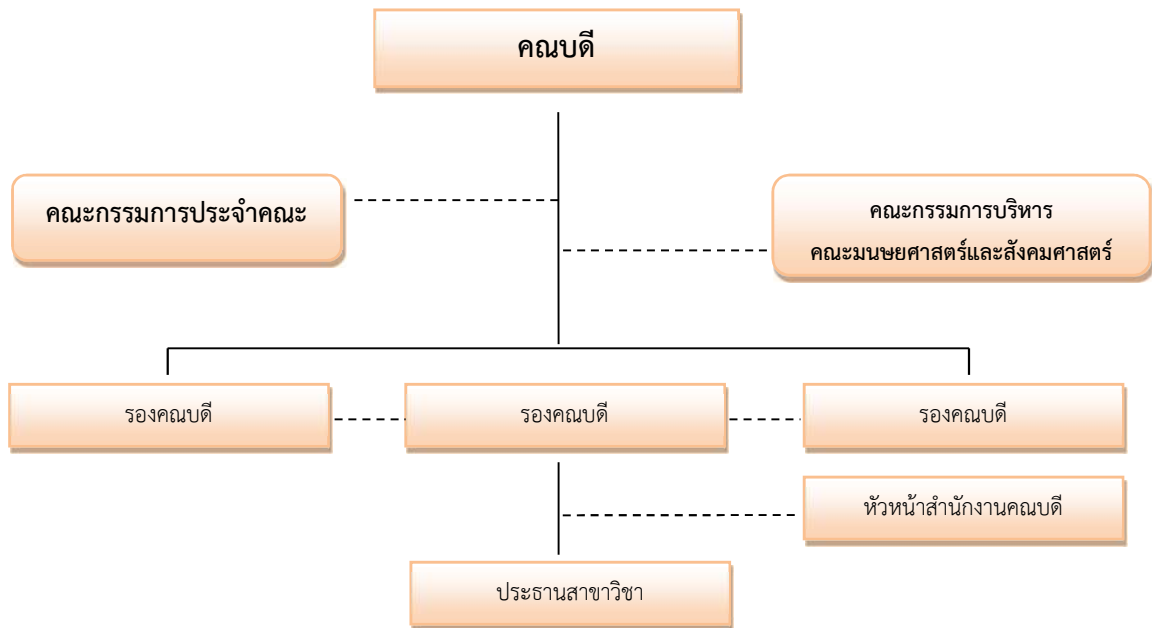 คณบดี
คณะกรรมการประจำคณะ
คณะกรรมการบริหาร
คณะมนษยศาสตร์และสังคมศาสตร์
รองคณบดี
รองคณบดี
รองคณบดี
หัวหน้าสำนักงานคณบดี
ประธานสาขาวิชา